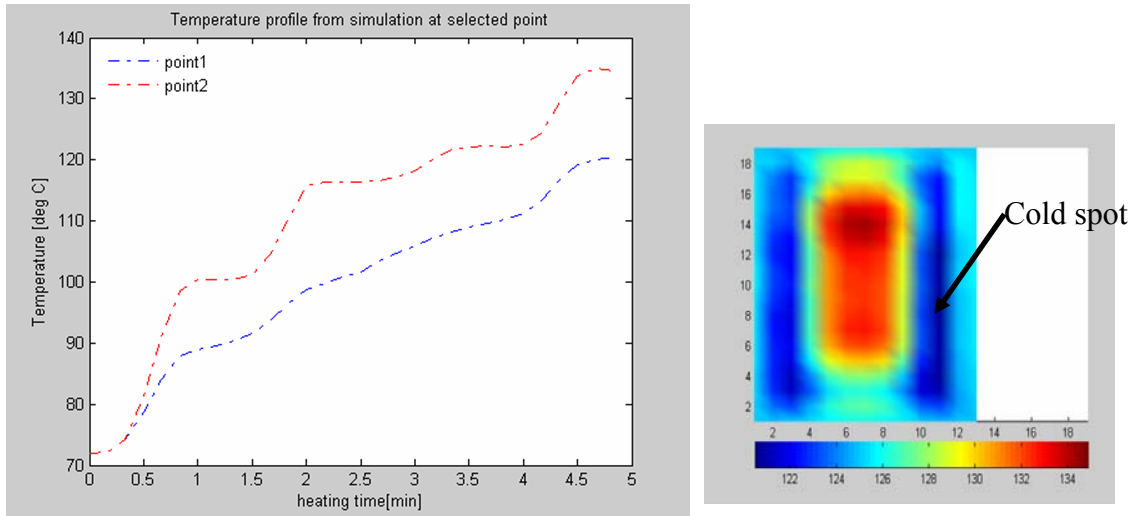 Temperature profile from simulation at selected point
140
130
120
110
100
90
80
70
Temperature [deg C]
point1
point2
0 0.5 1 1.5 2 2.5 3 3.5 4 4.5 5
heating time[min]
18
16
14
12
10
8
6
4
2
2 4 6 8 10 12 14 16 18
Cold spot
122 124 126 128 130 132 134